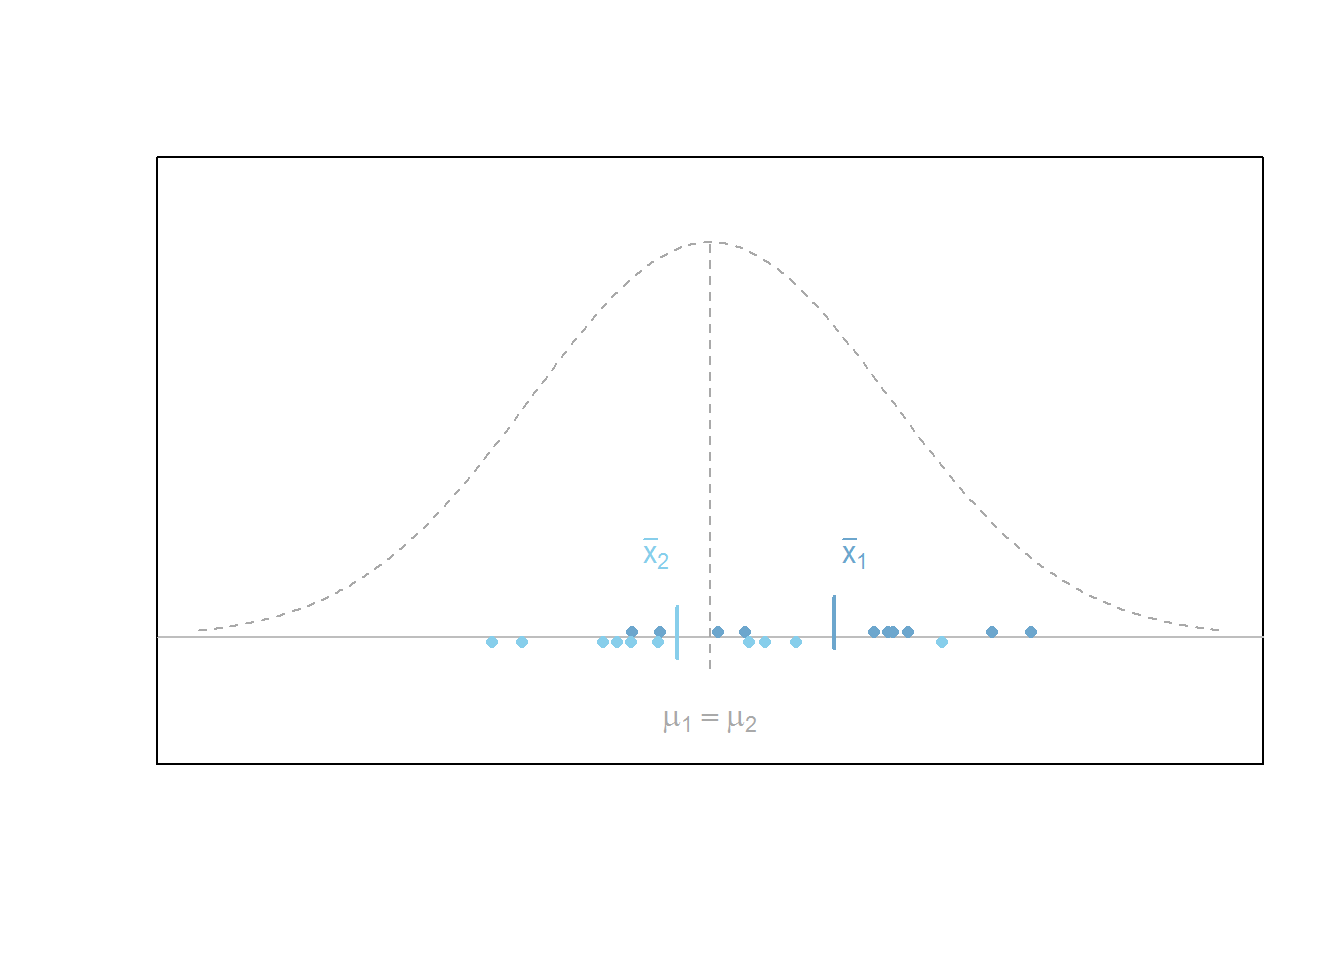 x̄₂
x̄₁
μ₁ = μ₂